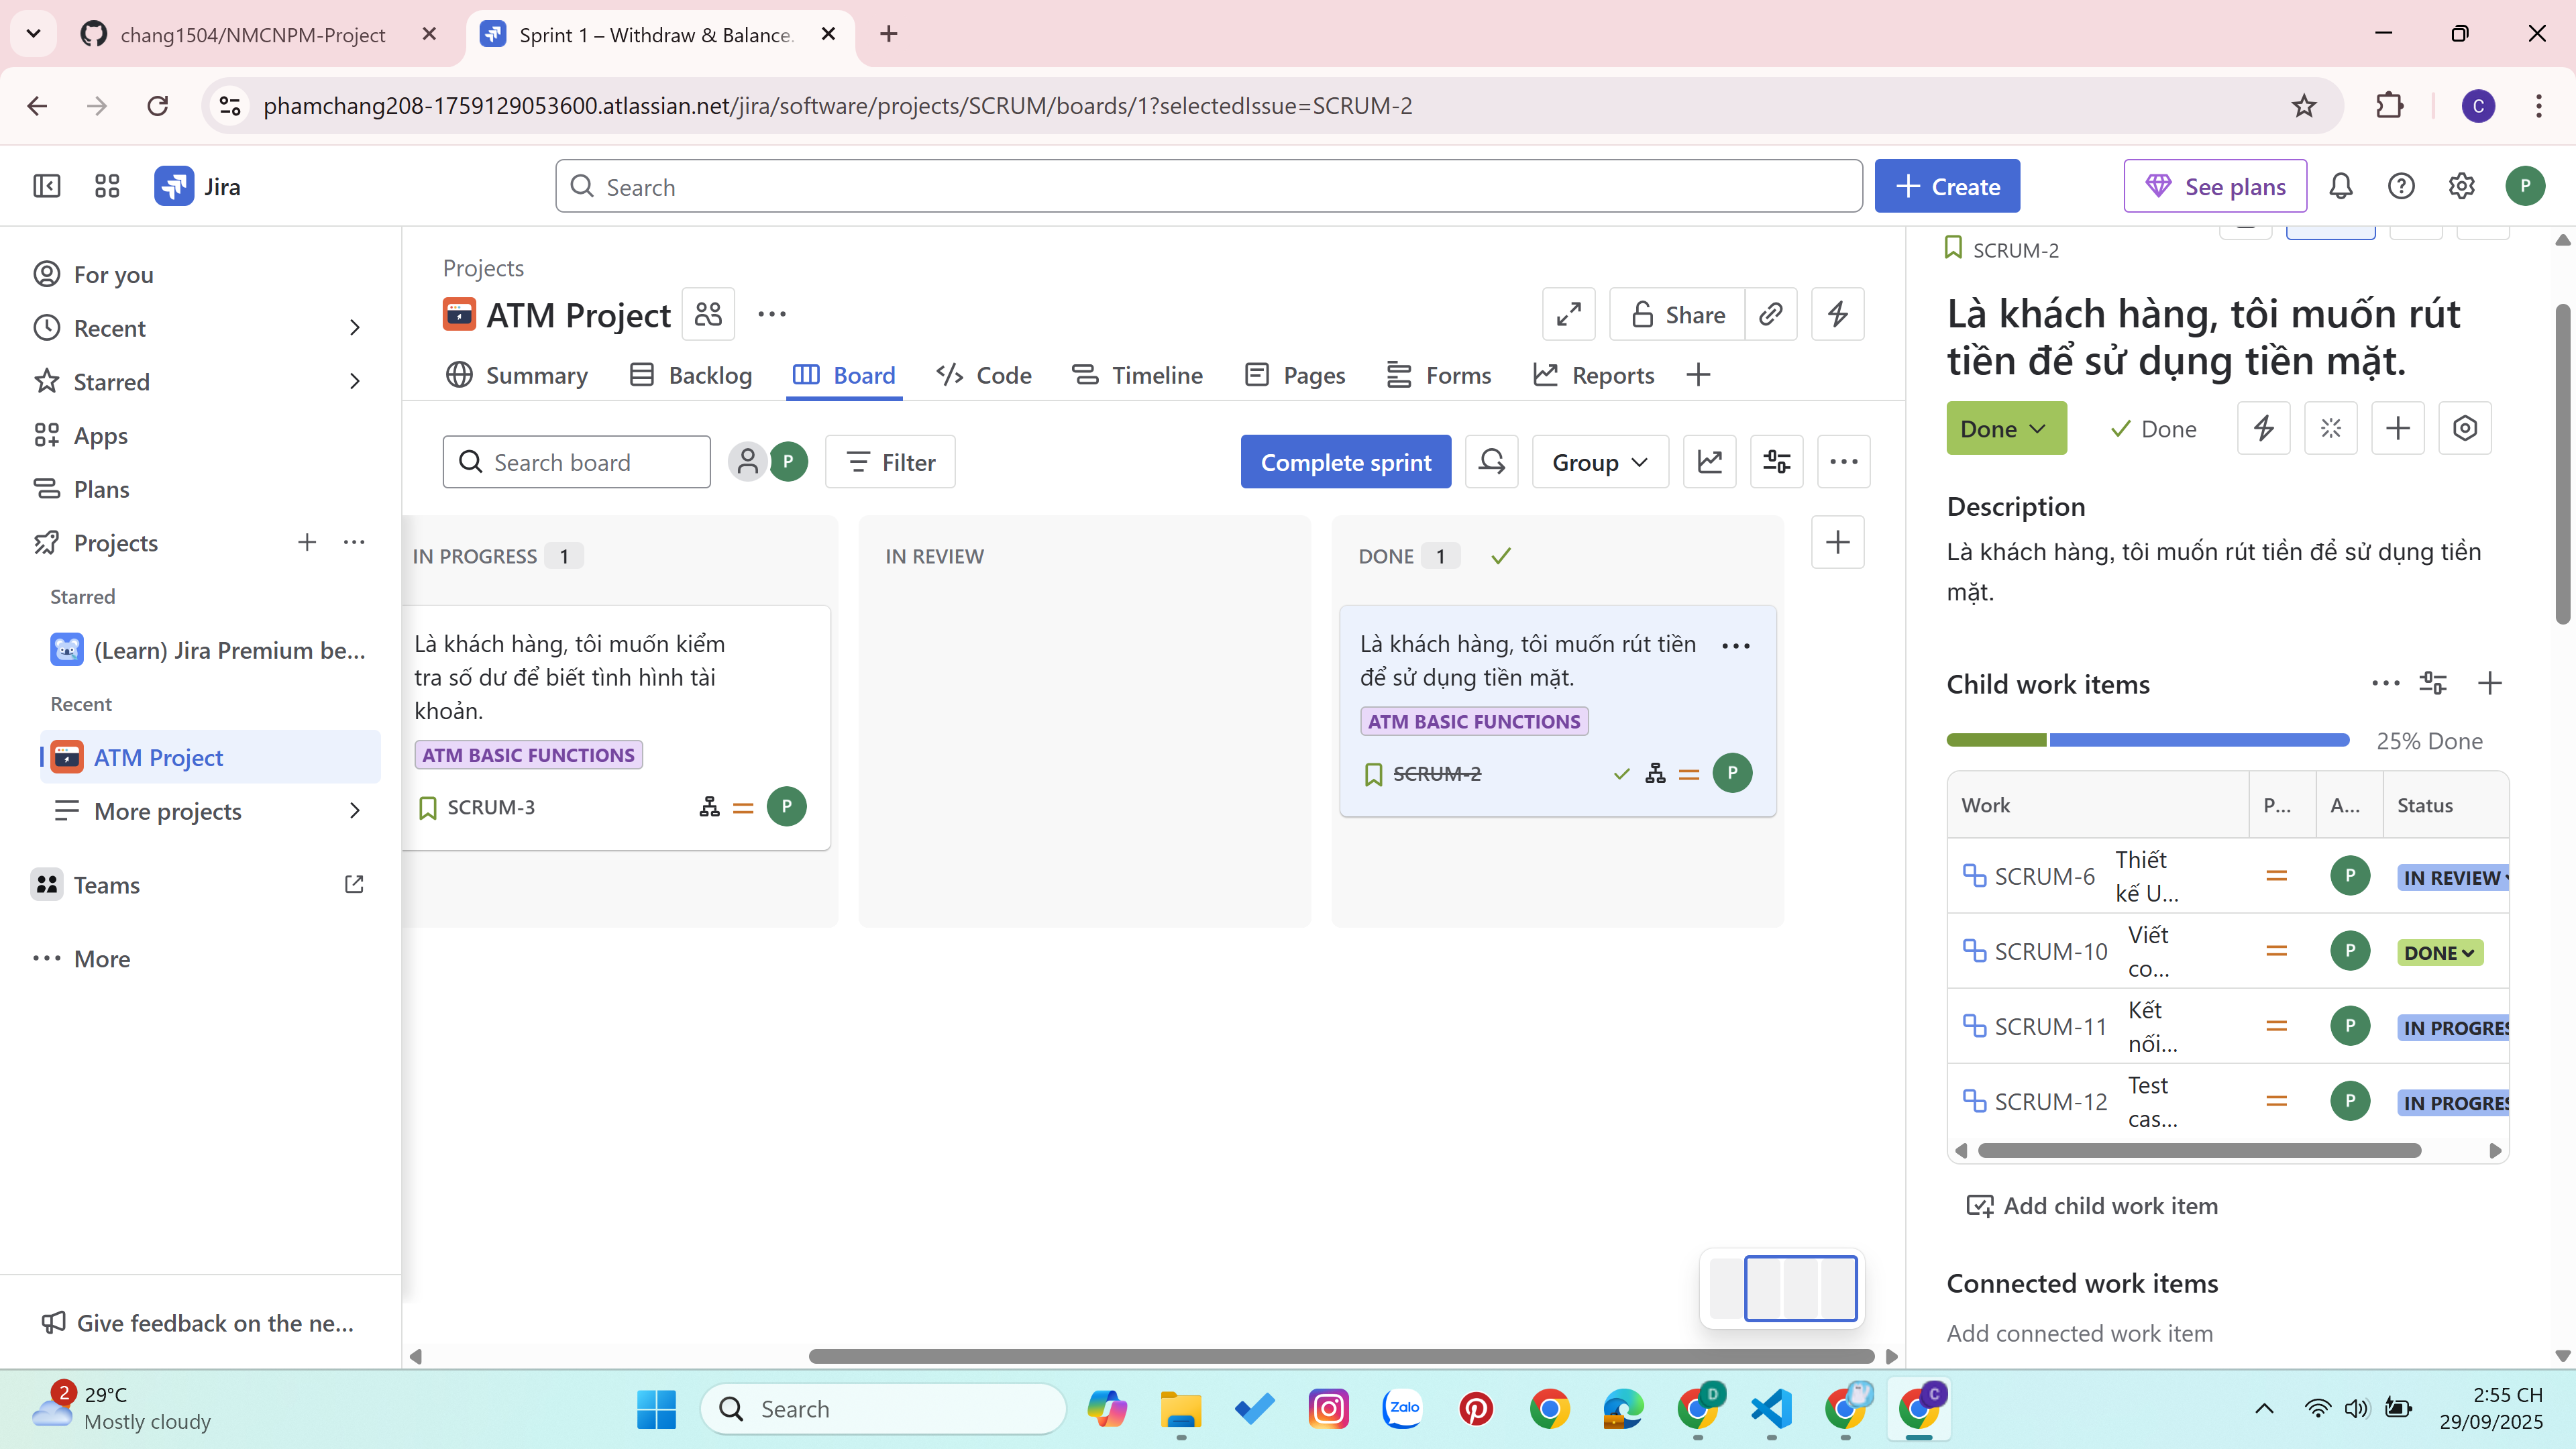 chang1504/NMCNPM-Project
Sprint 1 – Withdraw & Balance.
phamchang208-1759129053600.atlassian.net/jira/software/projects/SCRUM/boards/1?selectedIssue=SCRUM-2
C
Jira
Search
Create
See plans
P
For you
Recent
Starred
Apps
Plans
Projects
Starred
(Learn) Jira Premium be...
Recent
ATM Project
More projects
Teams
More
Give feedback on the ne...
Projects
ATM Project
Share
Summary
Backlog
Board
Code
Timeline
Pages
Forms
Reports
Search board
P
Filter
Complete sprint
Group
IN PROGRESS 1
Là khách hàng, tôi muốn kiểm
tra số dư để biết tình hình tài
khoản.
ATM BASIC FUNCTIONS
SCRUM-3
P
IN REVIEW
DONE 1
Là khách hàng, tôi muốn rút tiền
để sử dụng tiền mặt.
ATM BASIC FUNCTIONS
SCRUM-2
P
SCRUM-2
Là khách hàng, tôi muốn rút
tiền để sử dụng tiền mặt.
Done
Done
Description
Là khách hàng, tôi muốn rút tiền để sử dụng tiền
mặt.
Child work items
25% Done
Work P... A... Status
SCRUM-6 Thiết
kế U...
P
IN REVIEW
SCRUM-10 Viết
co...
P
DONE
SCRUM-11 Kết
nối...
P
IN PROGRES
SCRUM-12 Test
cas...
P
IN PROGRES
Add child work item
Connected work items
Add connected work item
2
29°C
Mostly cloudy
Search
Zalo
D
C
2:55 CH
29/09/2025